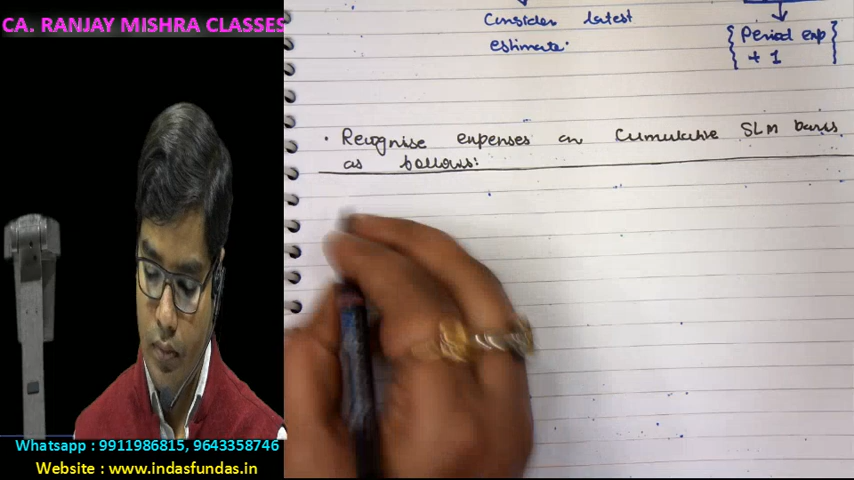 CA. RANJAY MISHRA CLASSES
Consider latest
estimate.
Period exp
+ 1
• Recognise expenses on cumulative SLM basis
as follows:
Whatsapp : 9911986815, 9643358746
Website : www.indasfundas.in